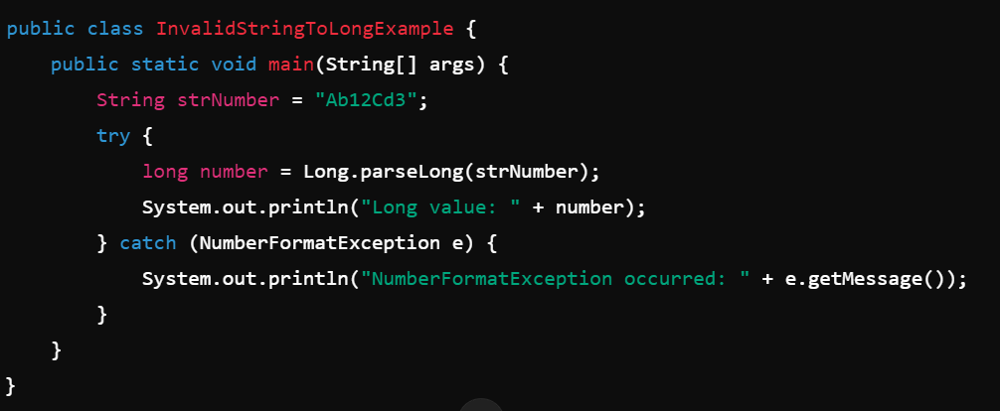 public class InvalidStringToLongExample {
    public static void main(String[] args) {
        String strNumber = "Ab12Cd3";
        try {
            long number = Long.parseLong(strNumber);
            System.out.println("Long value: " + number);
        } catch (NumberFormatException e) {
            System.out.println("NumberFormatException occurred: " + e.getMessage());
        }
    }
}